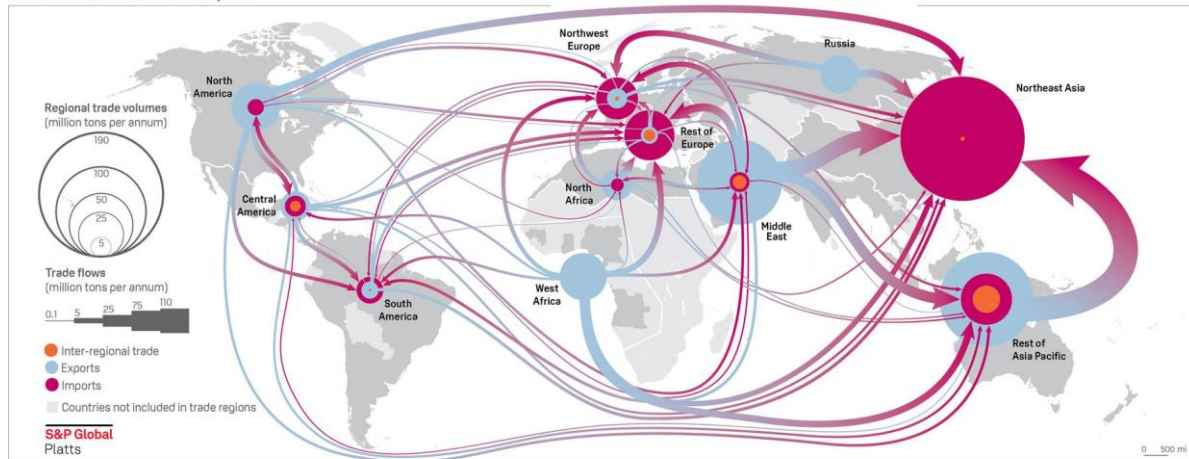 Northwest
Europe
Russia
North
America
Northeast Asia
Regional trade volumes
(million tons per annum)
190
100
50
25
5
Rest of
Europe
North
Africa
Central
America
Middle
East
Trade flows
(million tons per annum)
110
75
25
5
0.1
West
Africa
South
America
Rest of
Asia Pacific
Inter-regional trade
Exports
Imports
Countries not included in trade regions
S&P Global
Platts
0 500 mi